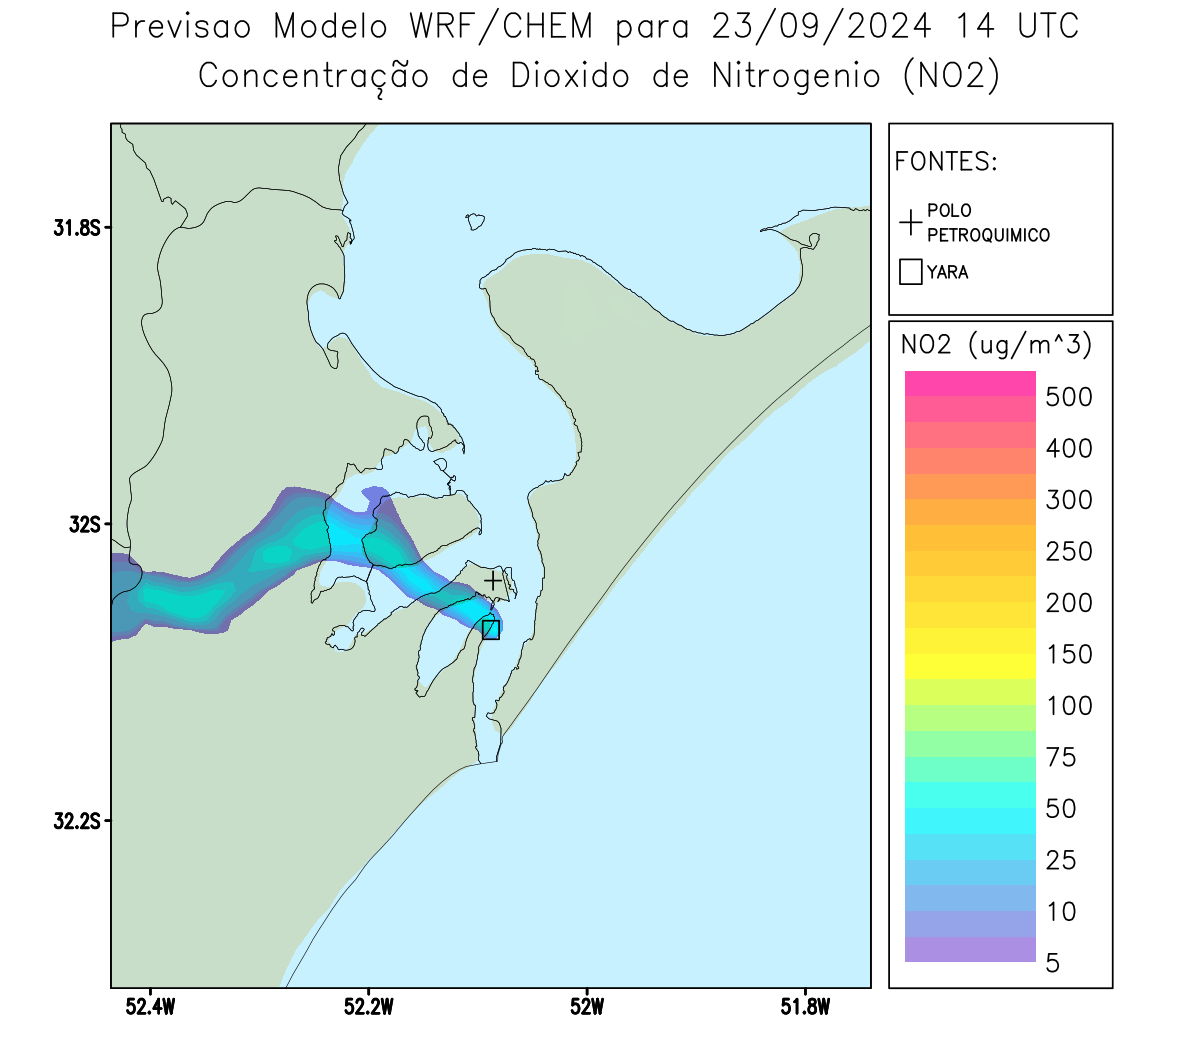 Previsao Modelo WRF/CHEM para 23/09/2024 14 UTC
Concentração de Dioxido de Nitrogenio (NO2)
FONTES:
POLO
PETROQUIMICO
YARA
NO2 (ug/m^3)
500
400
300
250
200
150
100
75
50
25
10
5
31.8S
32S
32.2S
52.4W
52.2W
52W
51.8W